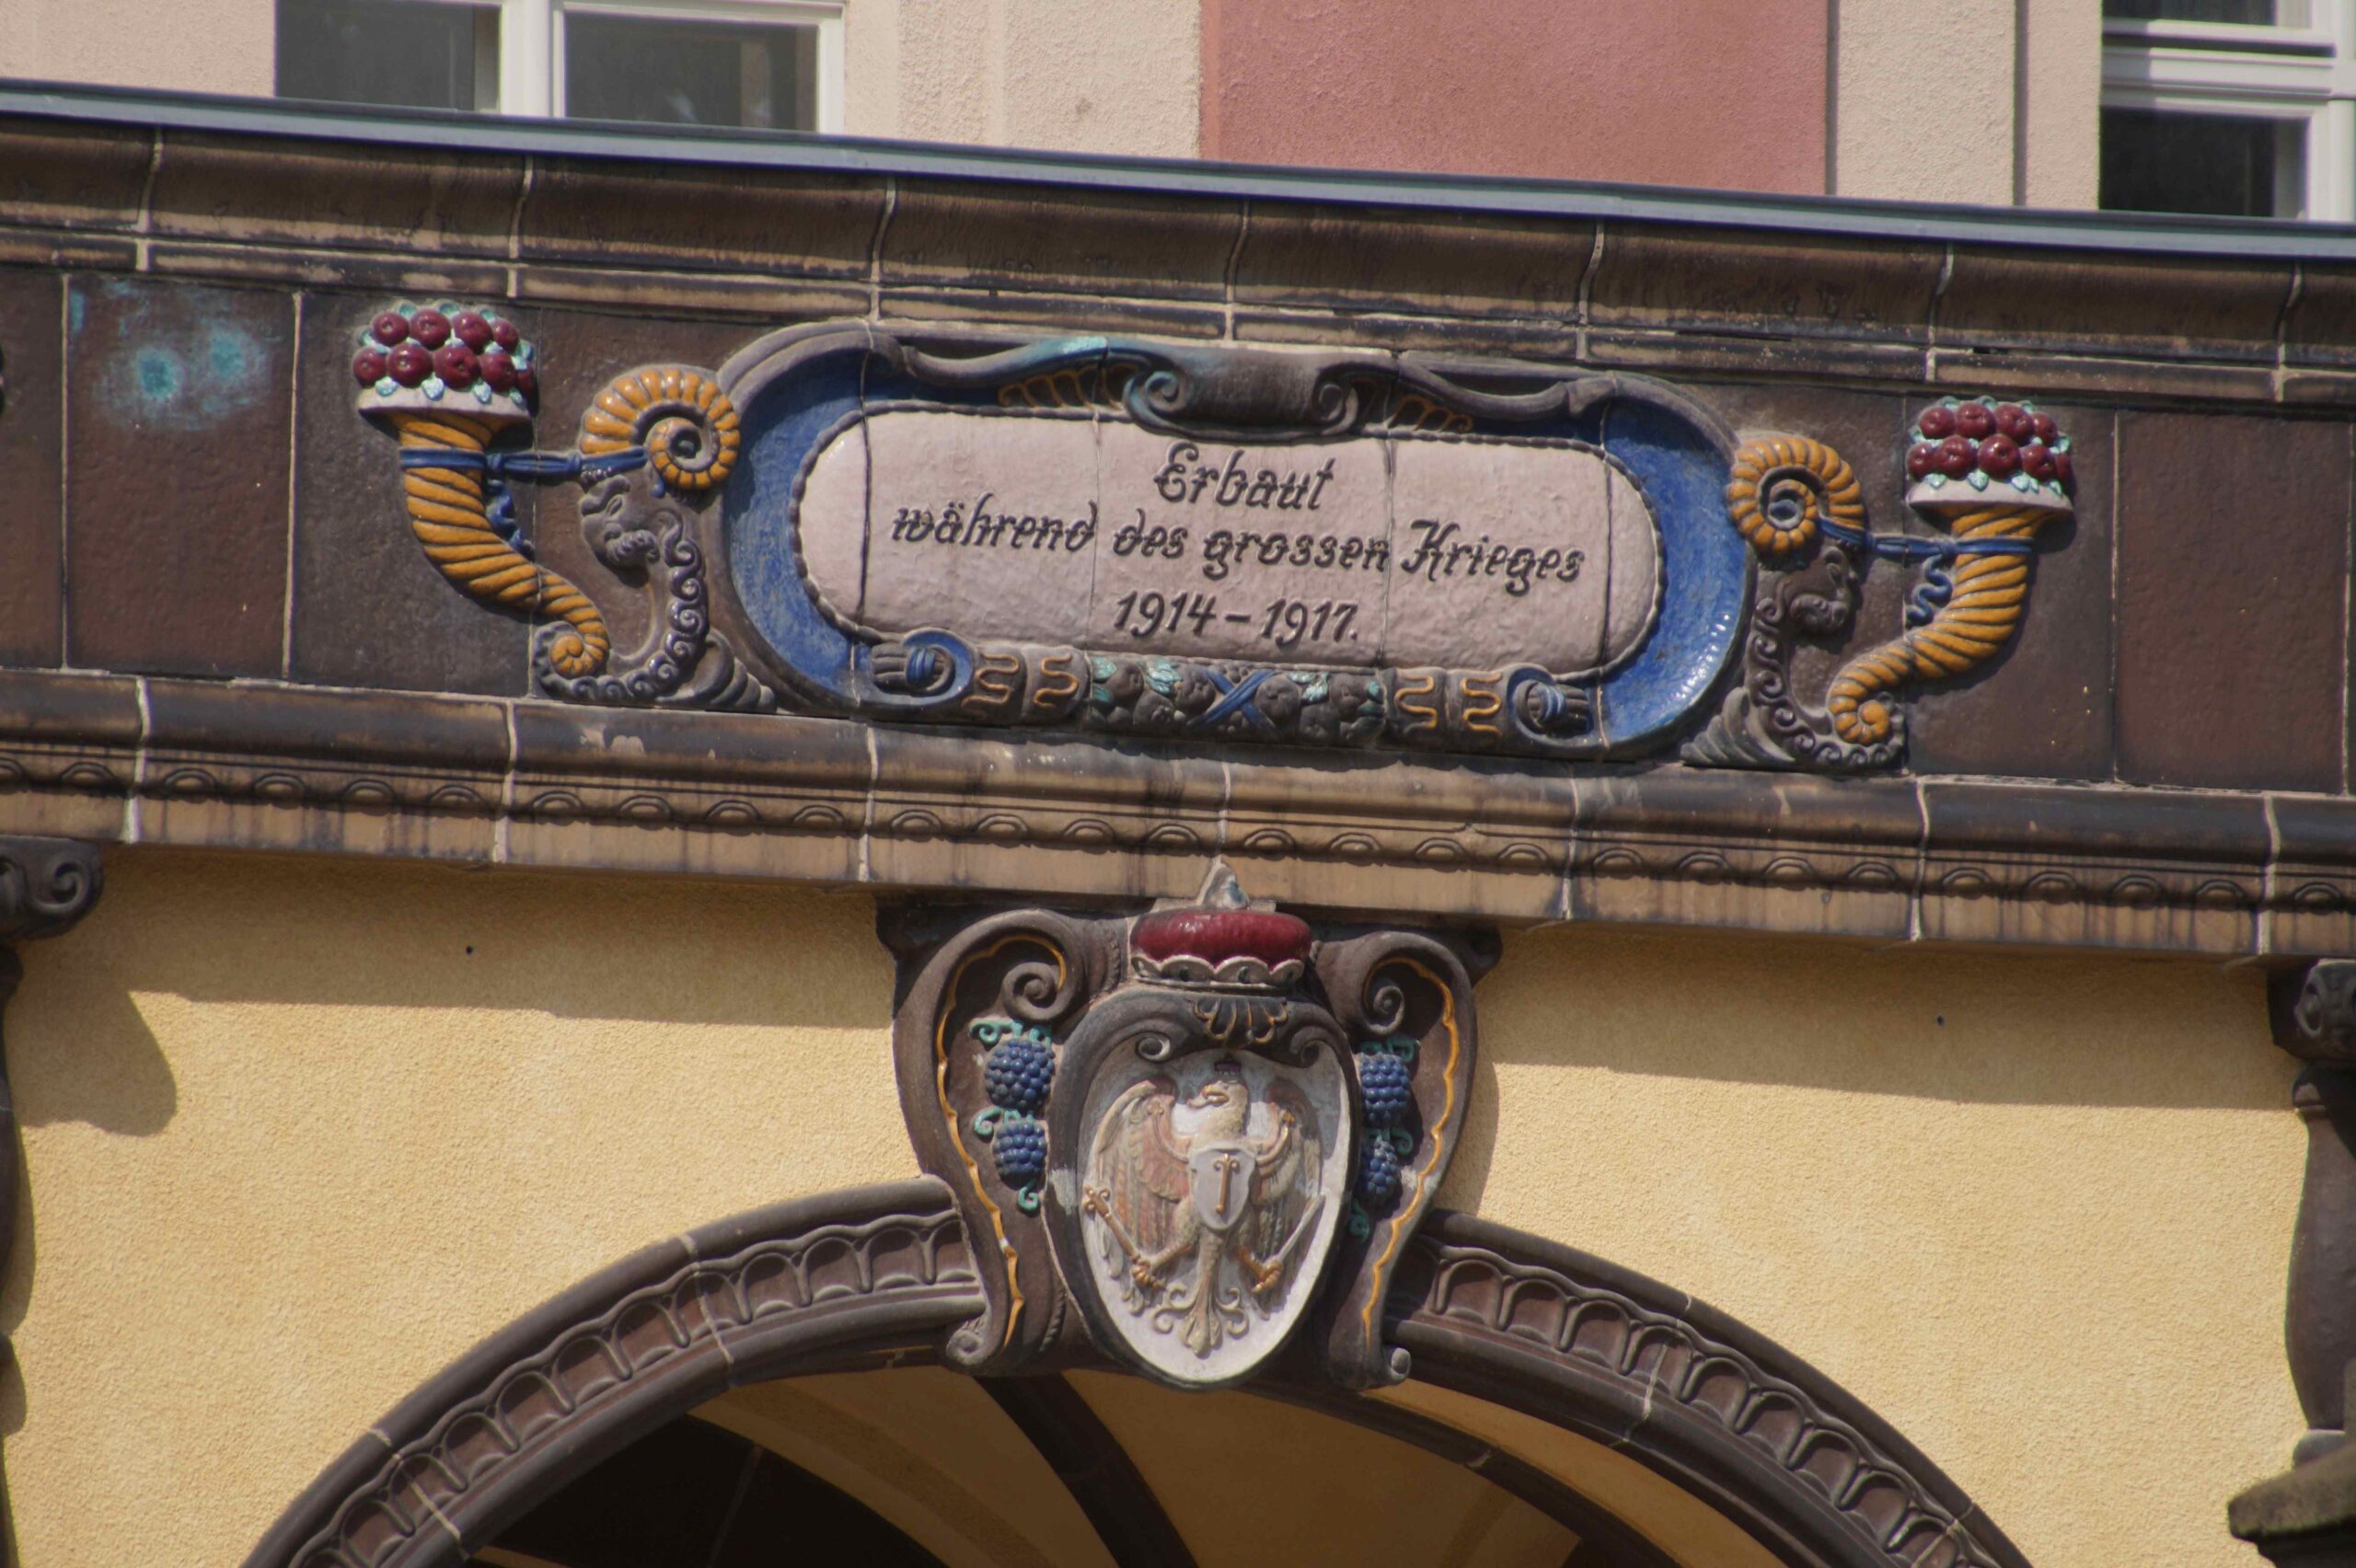 Erbaut
während des grossen Krieges
1914-1917.